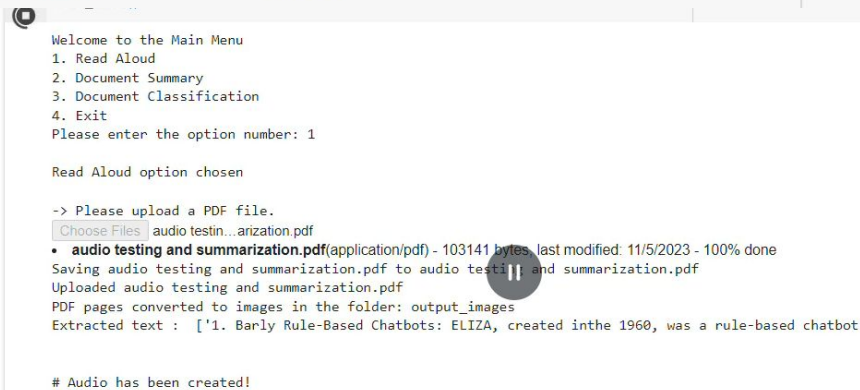 Welcome to the Main Menu
1. Read Aloud
2. Document Summary
3. Document Classification
4. Exit
Please enter the option number: 1
Read Aloud option chosen
-> Please upload a PDF file.
Choose Files audio testin...arization.pdf
• audio testing and summarization.pdf(application/pdf) - 103141 bytes, last modified: 11/5/2023 - 100% done
Saving audio testing and summarization.pdf to audio testing and summarization.pdf
Uploaded audio testing and summarization.pdf
PDF pages converted to images in the folder: output_images
Extracted text :  ['1. Barly Rule-Based Chatbots: ELIZA, created inthe 1960, was a rule-based chatbot
# Audio has been created!